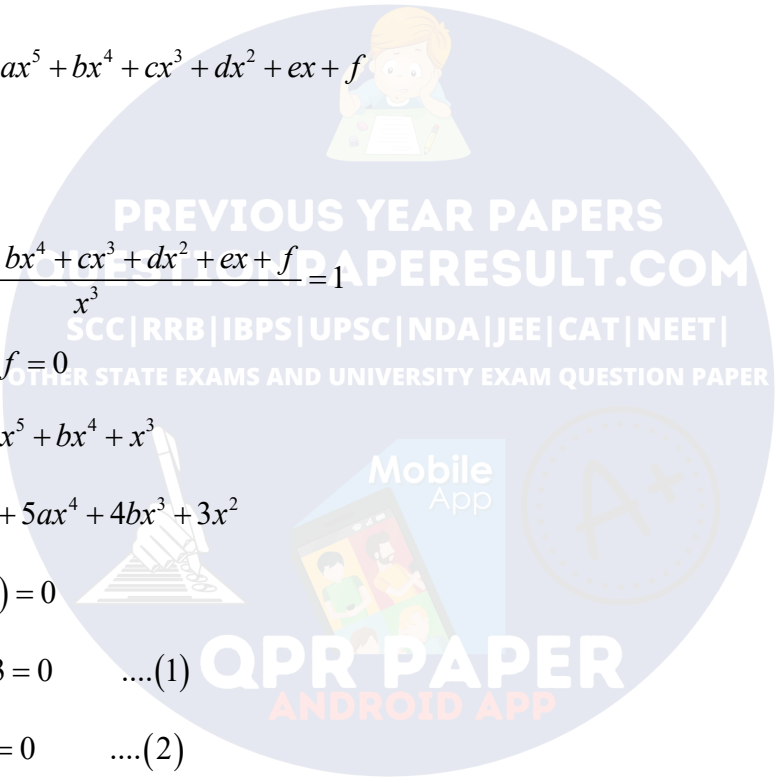 ax⁵ + bx⁴ + cx³ + dx² + ex + f
PREVIOUS YEAR PAPERS
bx⁴ + cx³ + dx² + ex + f / x³ = 1
QUESTIONPAPERESULT.COM
SCC|RRB|IBPS|UPSC|NDA|JEE|CAT|NEET|
f = 0
OTHER STATE EXAMS AND UNIVERSITY EXAM QUESTION PAPER
x⁵ + bx⁴ + x³
Mobile
App
A+
+ 5ax⁴ + 4bx³ + 3x²
) = 0
3 = 0 ....(1)
QPR PAPER
ANDROID APP
= 0 ....(2)